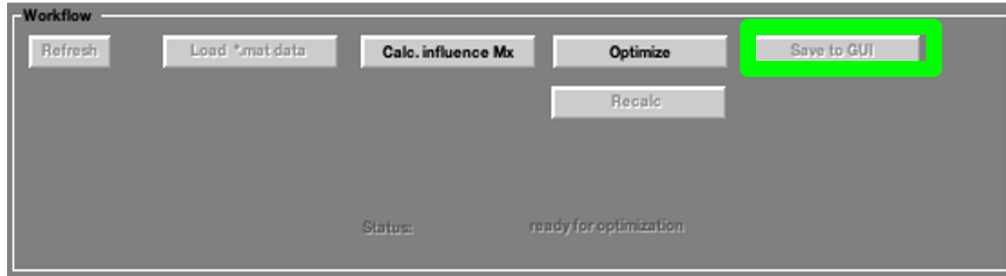 Workflow
Refresh Load *.mat data Calc. influence Mx Optimize Save to GUI
Recalc
Status: ready for optimization